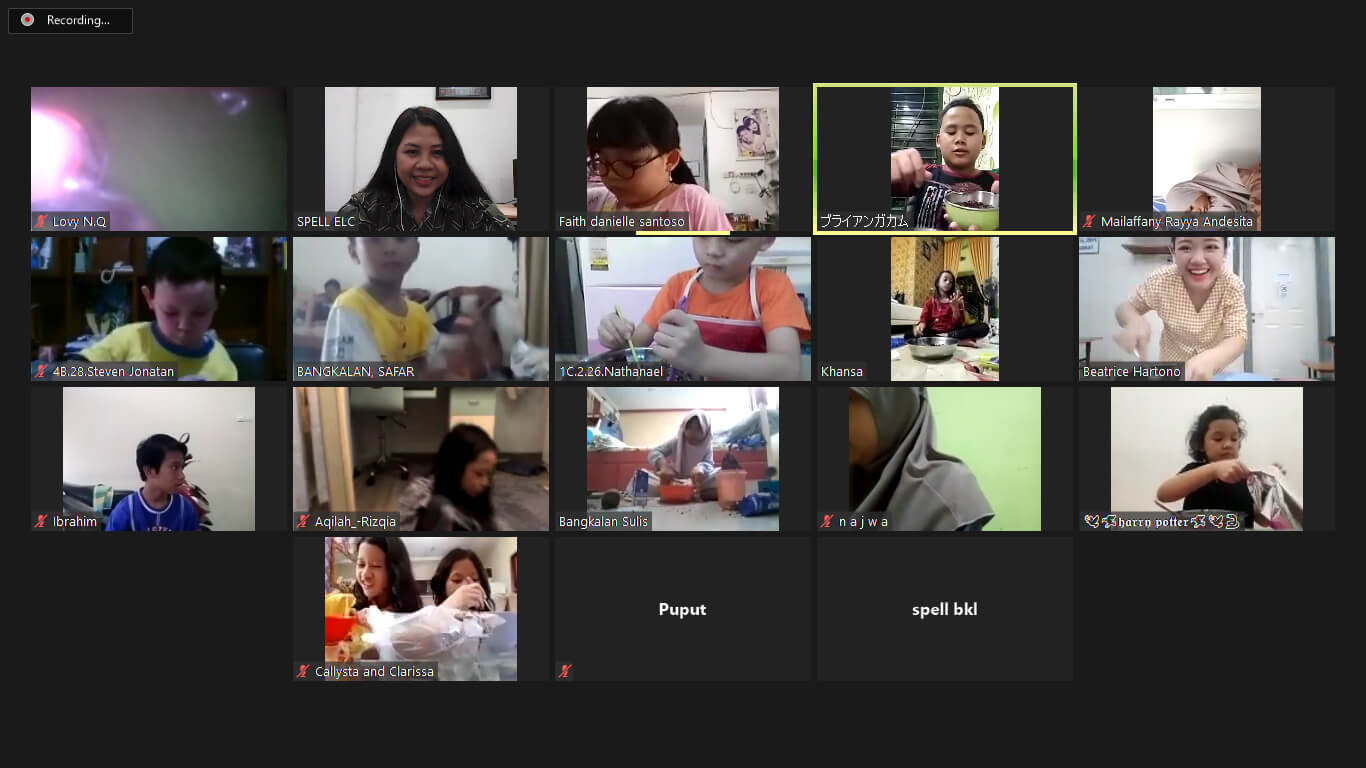 Recording...
Lovy N.Q
SPELL ELC
Faith danielle santoso
ブライアンガカム
Mailaffany Rayya Andesita
4B.28.Steven Jonatan
BANGKALAN, SAFAR
1C.2.26.Nathanael
Khansa
Beatrice Hartono
Ibrahim
Aqilah_-Rizqia
Bangkalan Sulis
n a j w a
𝖍𝖆𝖗𝖗𝖞 𝖕𝖔𝖙𝖙𝖊𝖗
Callysta and Clarissa
Puput
spell bkl